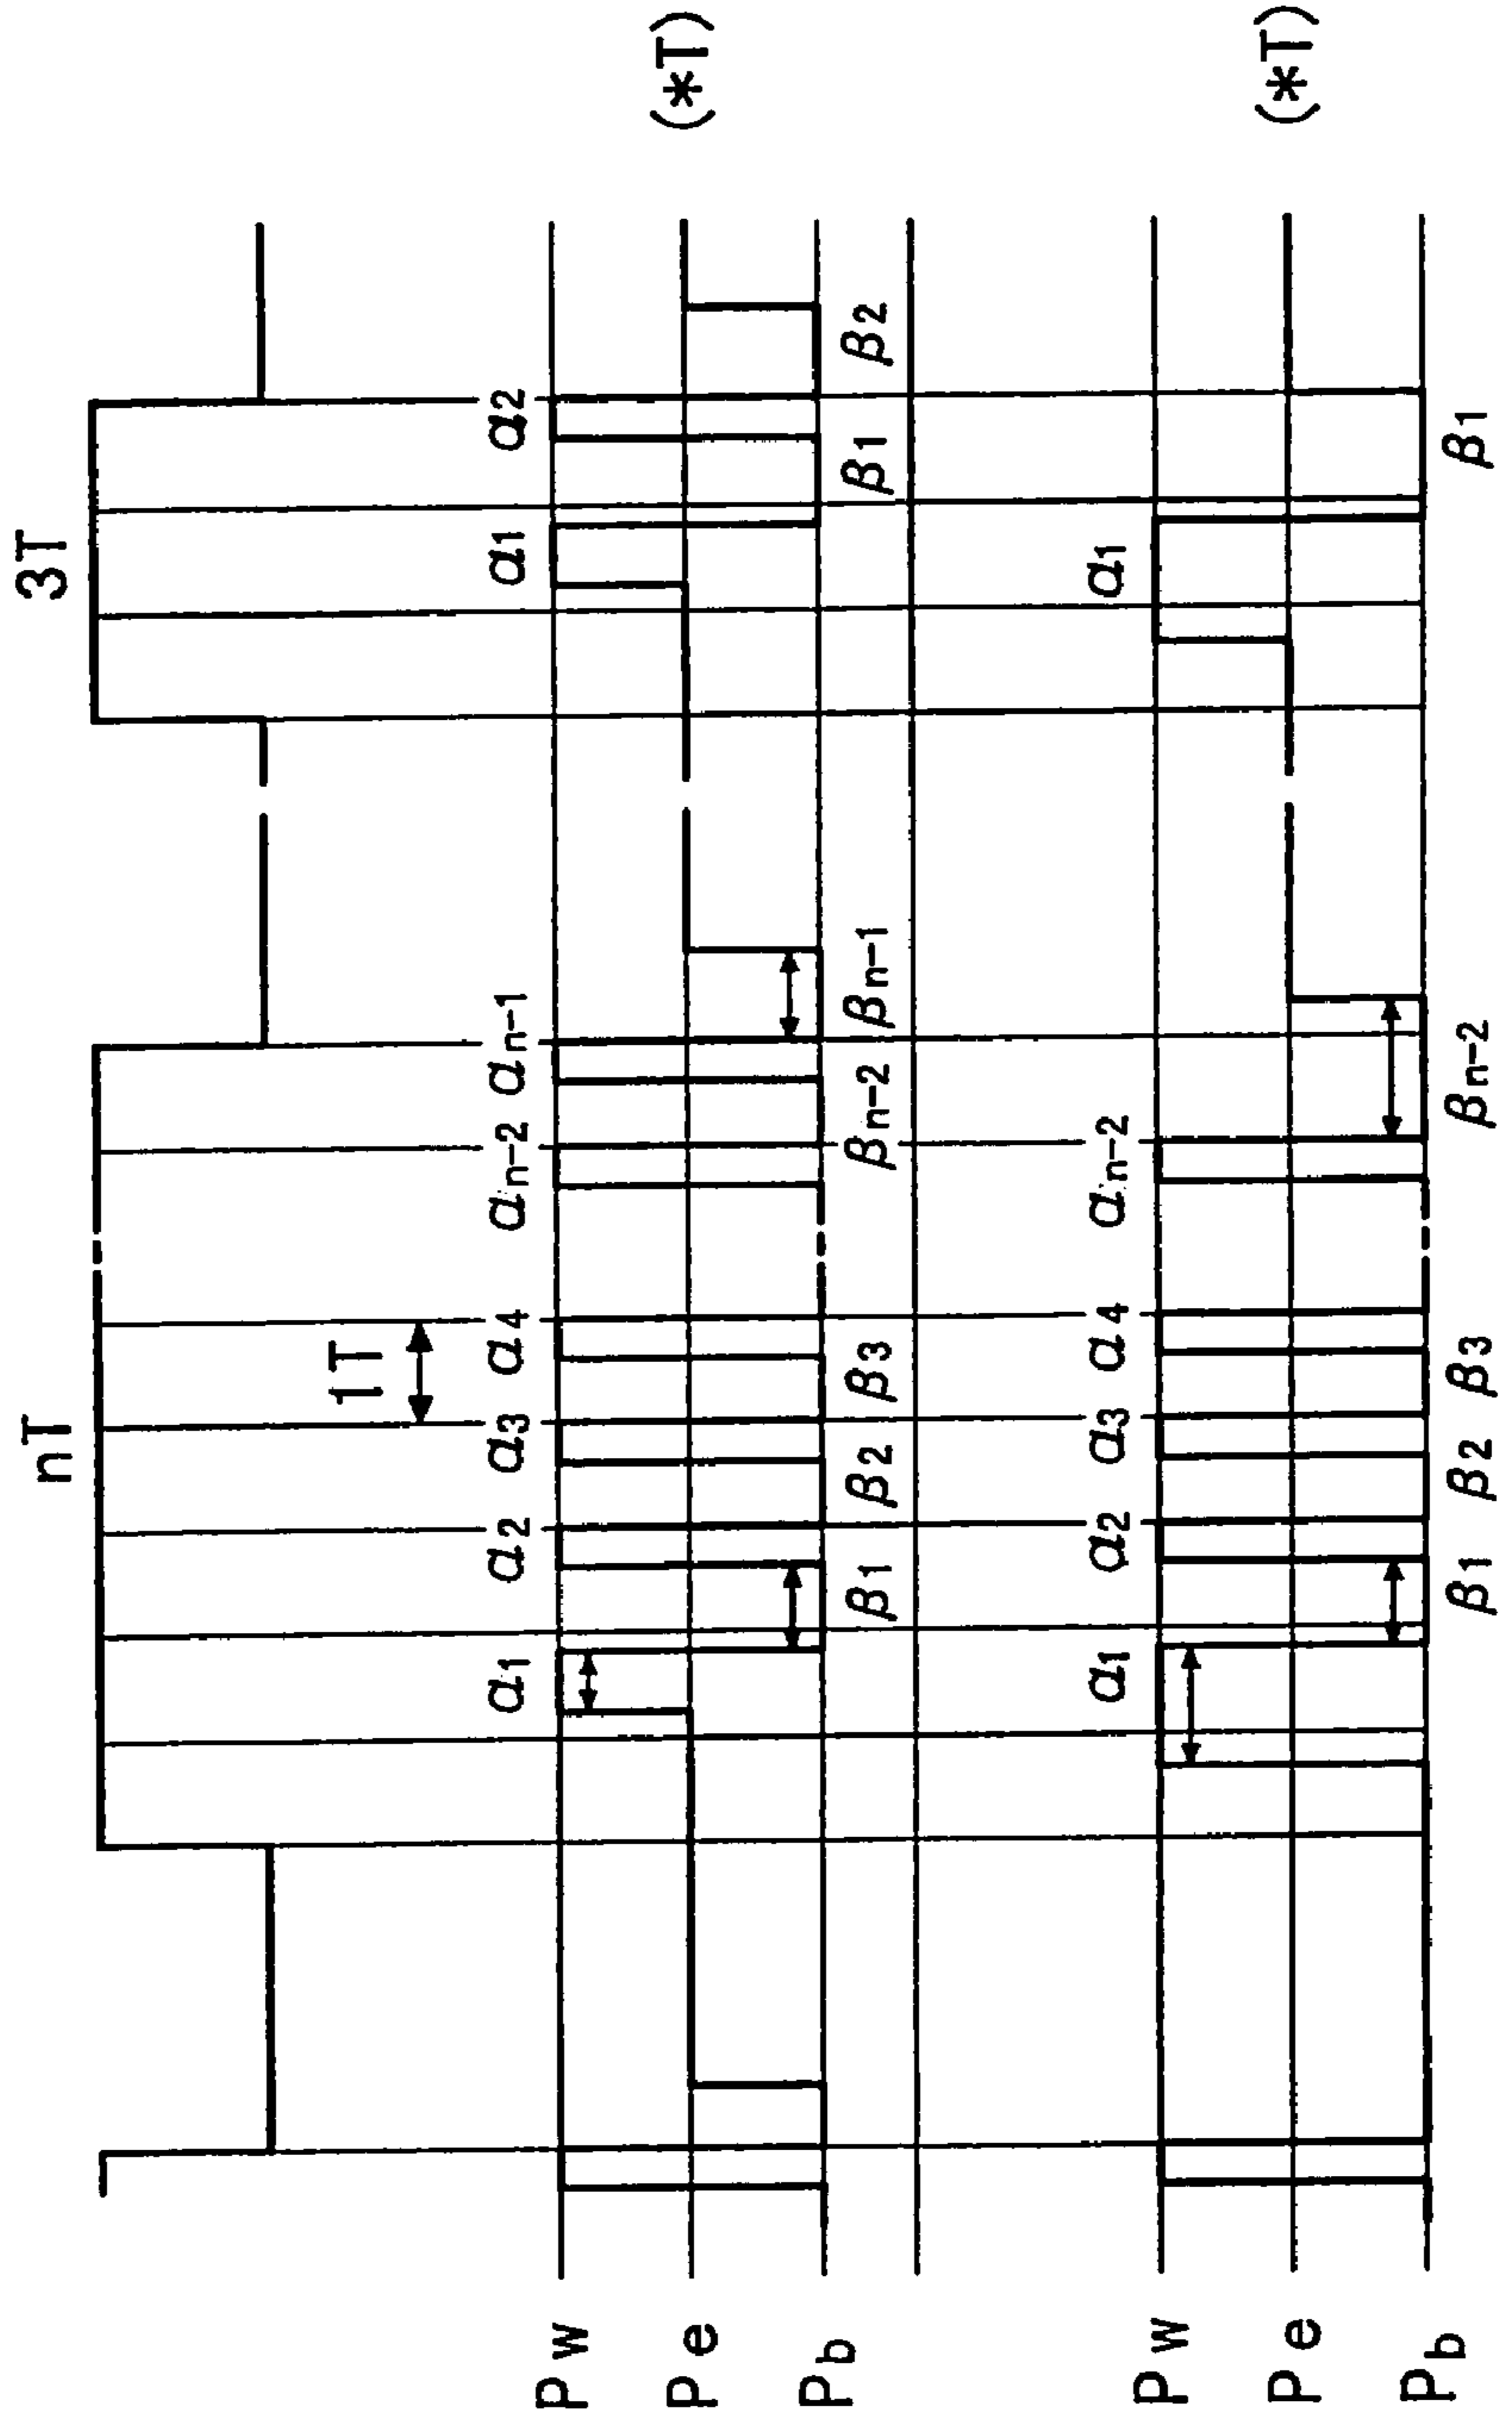 nT 3T
1T
α1 α2 α3 α4 αn-2 αn-1 α1 α2
Pw
Pe (*T)
Pb
β1 β2 β3 βn-2 βn-1 β1 β2
α1 α2 α3 α4 αn-2 α1
Pw
Pe (*T)
Pb
β1 β2 β3 βn-2 β1